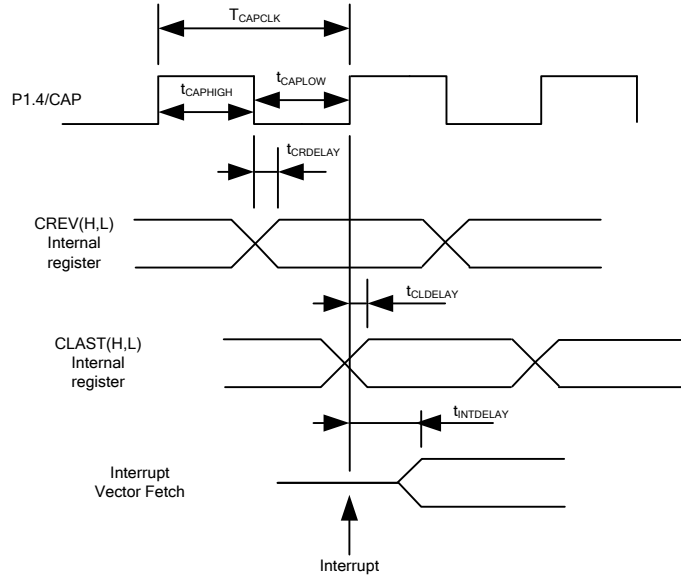 TCAPCLK
P1.4/CAP
tCAPHIGH
tCAPLOW
tCRDELAY
CREV(H,L)
Internal
register
tCLDELAY
CLAST(H,L)
Internal
register
tINTDELAY
Interrupt
Vector Fetch
Interrupt